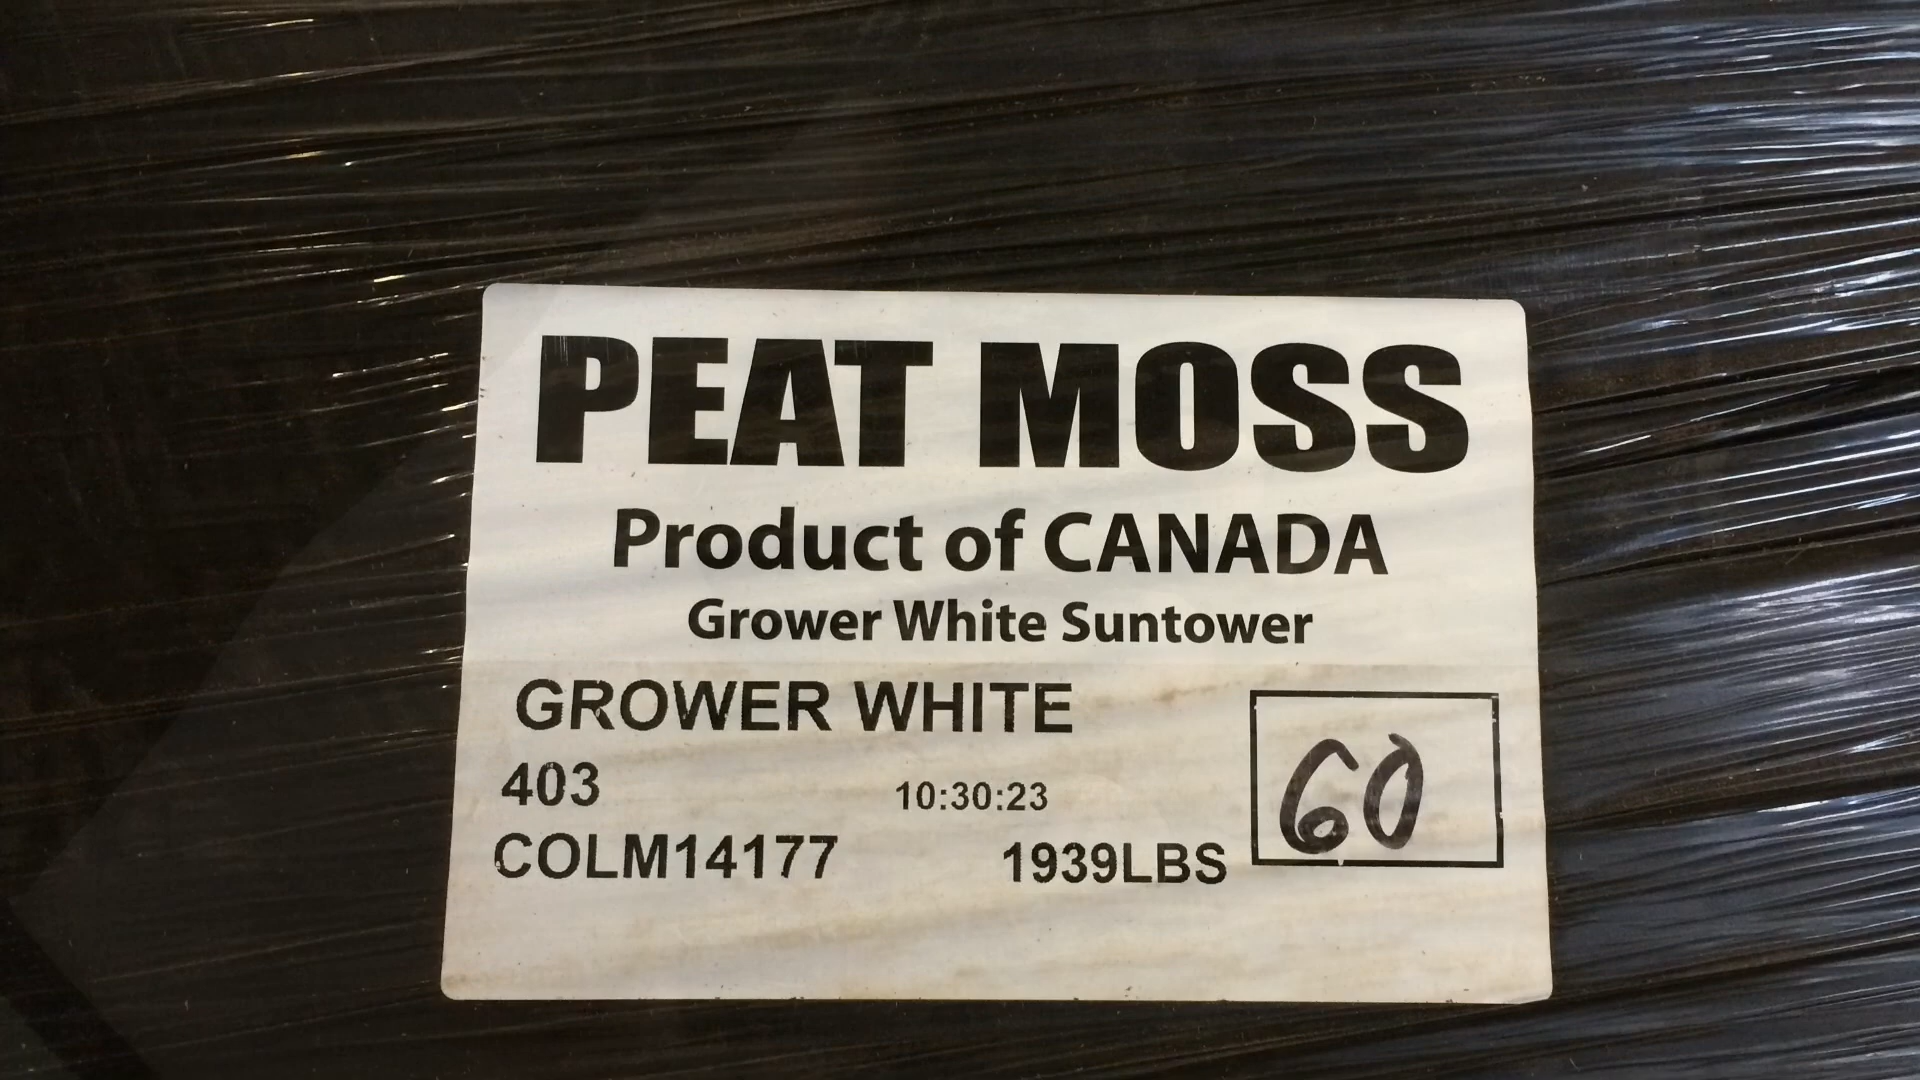 PEAT MOSS
Product of CANADA
Grower White Suntower
GROWER WHITE
403 10:30:23 60
COLM14177 1939LBS